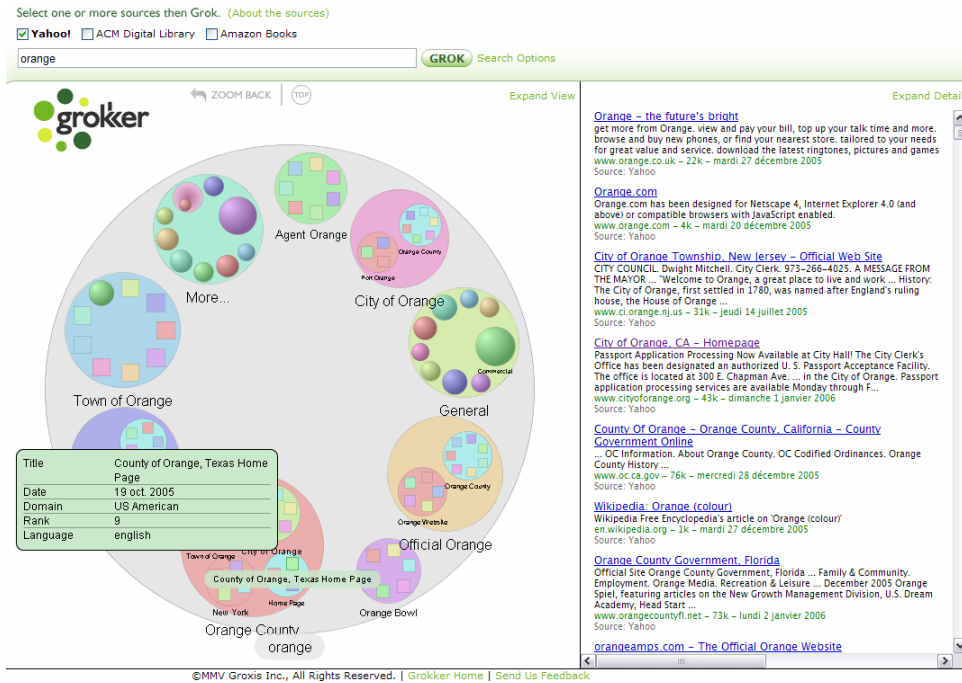 Select one or more sources then Grok. (About the sources)
Yahoo! ACM Digital Library Amazon Books
orange GROK Search Options
ZOOM BACK TOP Expand View
grokker
Agent Orange
More...
Orange County
Port Orange
City of Orange
Commercial
General
Town of Orange
Orange County
Orange Website
Official Orange
Title County of Orange, Texas Home
Page
Date 19 oct. 2005
Domain US American
Rank 9
Language english
City of Orange
Town of Orange
County of Orange, Texas Home Page
Home Page
New York
Orange Bowl
Orange County
orange
Expand Detai
Orange – the future's bright
get more from Orange. view and pay your bill, top up your talk time and more.
browse and buy new phones, or find your nearest store. tailored to your needs
for great value and service. download the latest ringtones, pictures and games
www.orange.co.uk – 22k – mardi 27 décembre 2005
Source: Yahoo
Orange.com
Orange.com has been designed for Netscape 4, Internet Explorer 4.0 (and
above) or compatible browsers with JavaScript enabled.
www.orange.com – 4k – mardi 20 décembre 2005
Source: Yahoo
City of Orange Township, New Jersey – Official Web Site
CITY COUNCIL. Dwight Mitchell. City Clerk. 973–266–4025. A MESSAGE FROM
THE MAYOR ... "Welcome to Orange, a great place to live and work ... History:
The City of Orange, first settled in 1780, was named after England's ruling
house, the House of Orange ...
www.ci.orange.nj.us – 31k – jeudi 14 juillet 2005
Source: Yahoo
City of Orange, CA – Homepage
Passport Application Processing Now Available at City Hall! The City Clerk's
Office has been designated an authorized U. S. Passport Acceptance Facility.
The office is located at 300 E. Chapman Ave. ... in the City of Orange. Passport
application processing services are available Monday through F...
www.cityoforange.org – 43k – dimanche 1 janvier 2006
Source: Yahoo
County Of Orange – Orange County, California – County
Government Online
... OC Information. About Orange County. OC Codified Ordinances. Orange
County History ...
www.oc.ca.gov – 76k – mercredi 28 décembre 2005
Source: Yahoo
Wikipedia: Orange (colour)
Wikipedia Free Encyclopedia's article on 'Orange (colour)'
en.wikipedia.org – 1k – mardi 27 décembre 2005
Source: Yahoo
Orange County Government, Florida
Official Site Orange County Government, Florida ... Family & Community.
Employment. Orange Media. Recreation & Leisure ... December 2005 Orange
Spiel, featuring articles on the New Growth Management Division, U.S. Dream
Academy, Head Start ...
www.orangecountyfl.net – 73k – lundi 2 janvier 2006
Source: Yahoo
orangeamps.com – The Official Orange Website
©MMV Groxis Inc., All Rights Reserved. | Grokker Home | Send Us Feedback